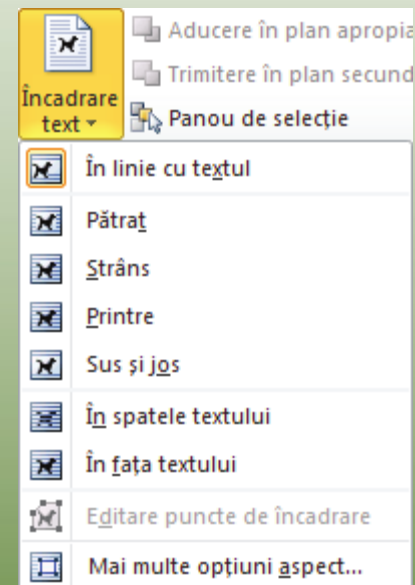 Aducere în plan apropia
Trimitere în plan secund
Încadrare
text
Panou de selecție
În linie cu textul
Pătrat
Strâns
Printre
Sus și jos
În spatele textului
În fața textului
Editare puncte de încadrare
Mai multe opțiuni aspect...